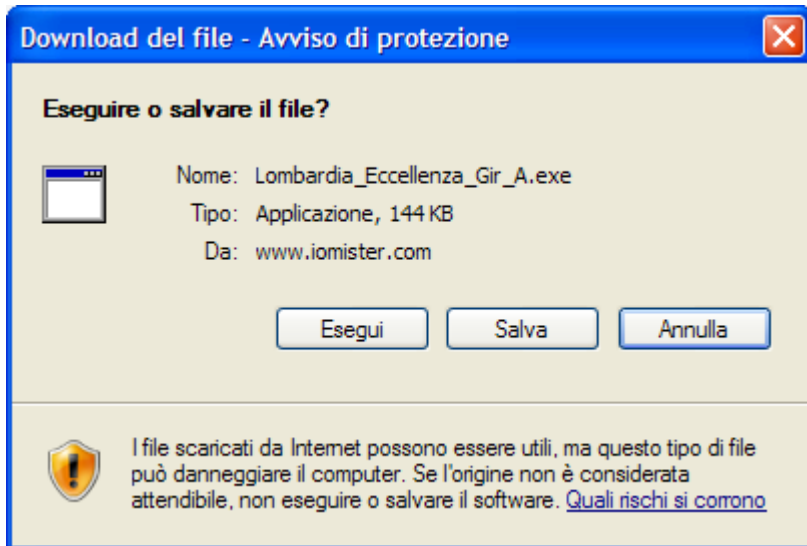 Download del file - Avviso di protezione
Eseguire o salvare il file?
Nome: Lombardia_Eccellenza_Gir_A.exe
Tipo: Applicazione, 144 KB
Da: www.iomister.com
Esegui Salva Annulla
I file scaricati da Internet possono essere utili, ma questo tipo di file
può danneggiare il computer. Se l'origine non è considerata
attendibile, non eseguire o salvare il software. Quali rischi si corrono